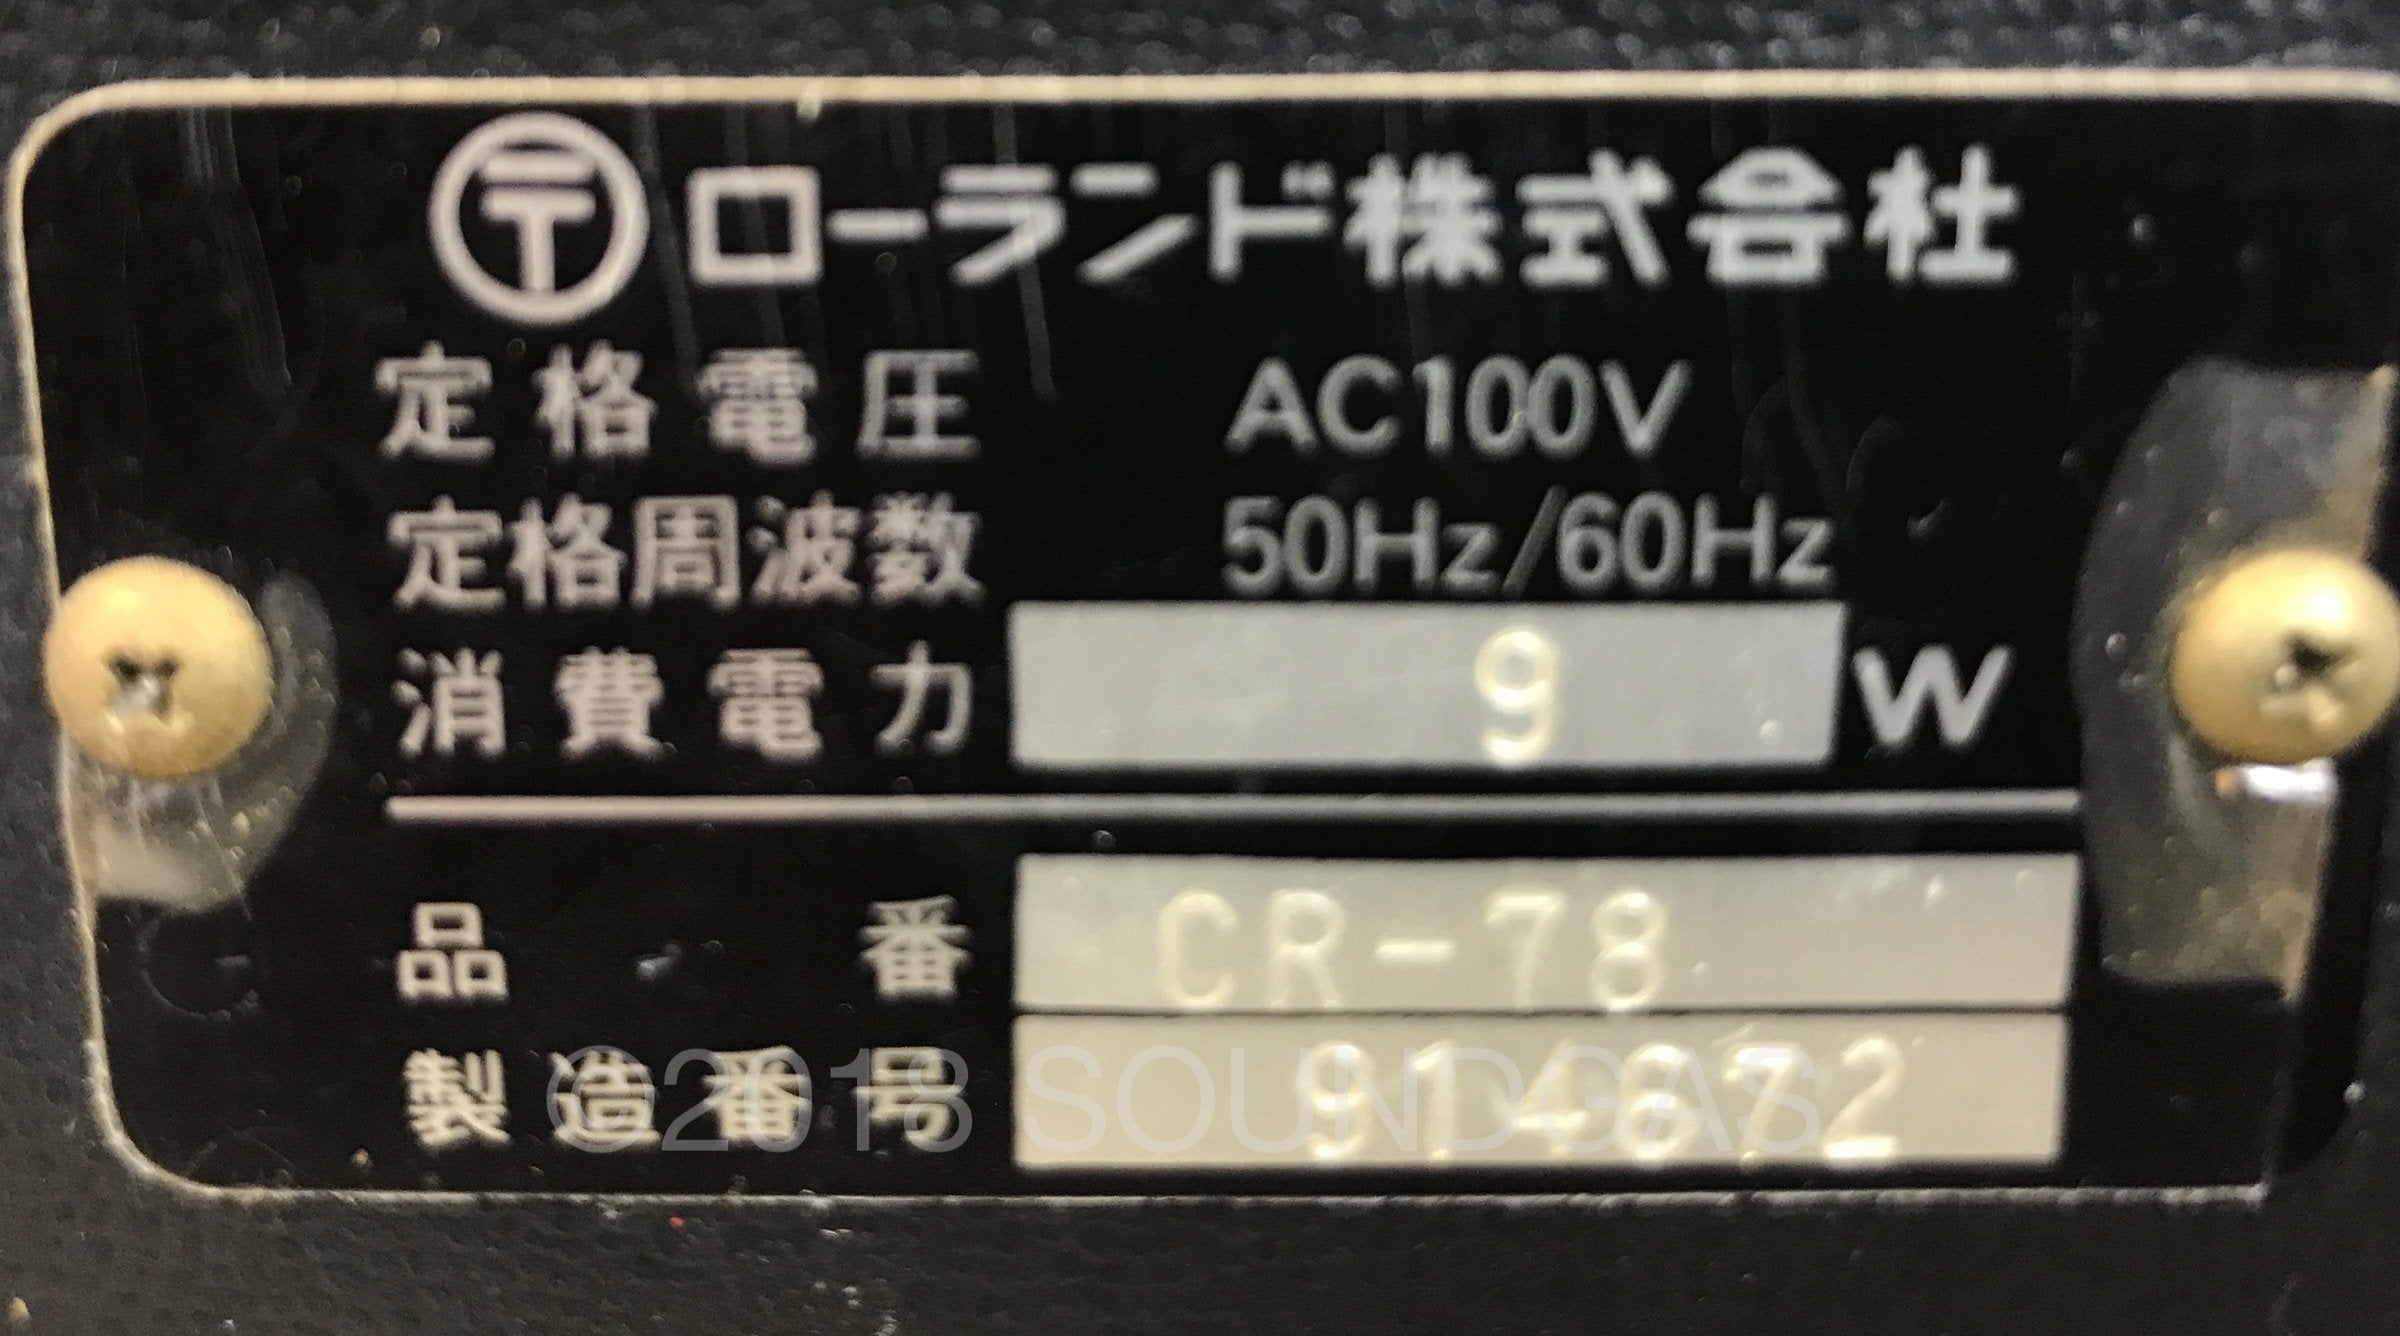 〶ローランド株式会社
定格電圧 AC100V
定格周波数 50Hz/60Hz
消費電力 9 W
品番 CR-78
製造番号 914672
©2018 SOUNDGAS